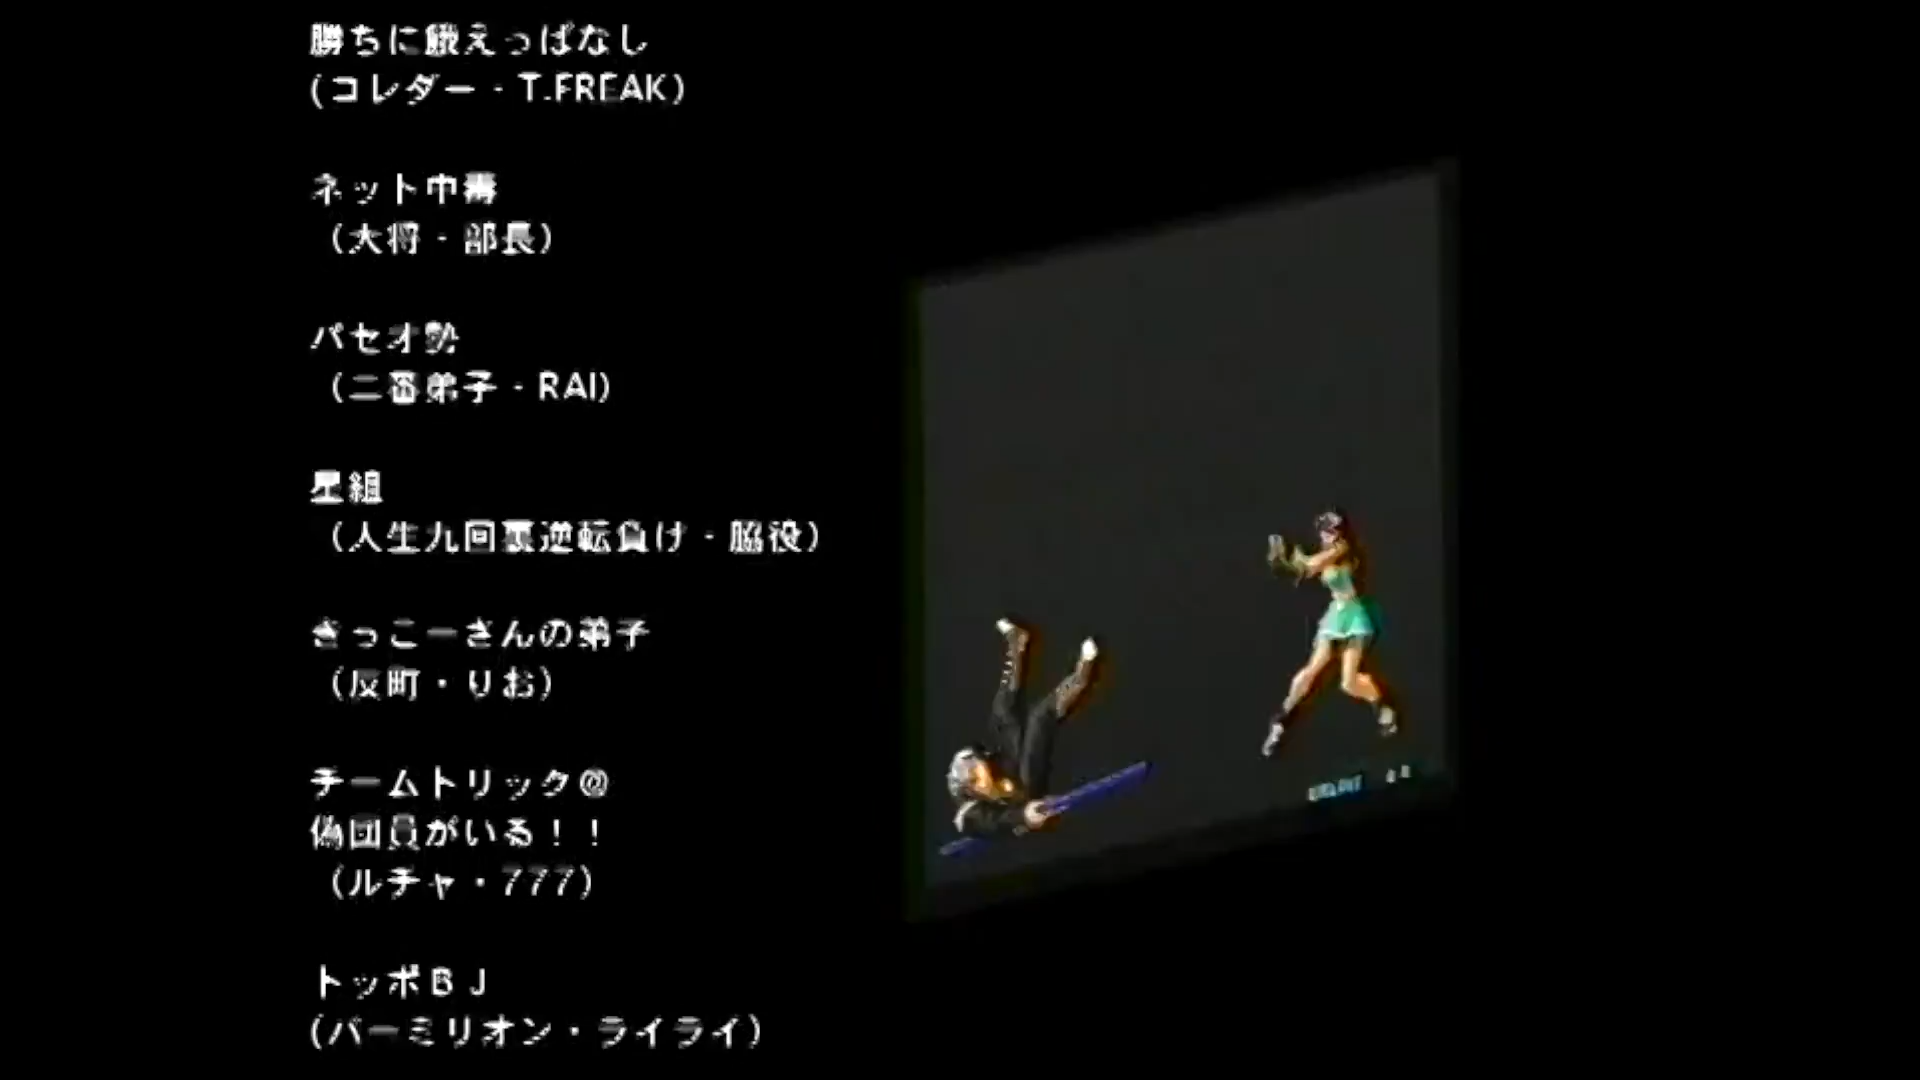 勝ちに餓えっぱなし
(コレダー - T.FREAK)
ネット中毒
(大将 - 部長)
パセオ勢
(二番弟子 - RAI)
星組
(人生九回裏逆転負け - 脇役)
さっこーさんの弟子
(反町・りお)
チームトリック@
偽団員がいる！！
(ルチャ・777)
トッポＢＪ
(バーミリオン・ライライ)